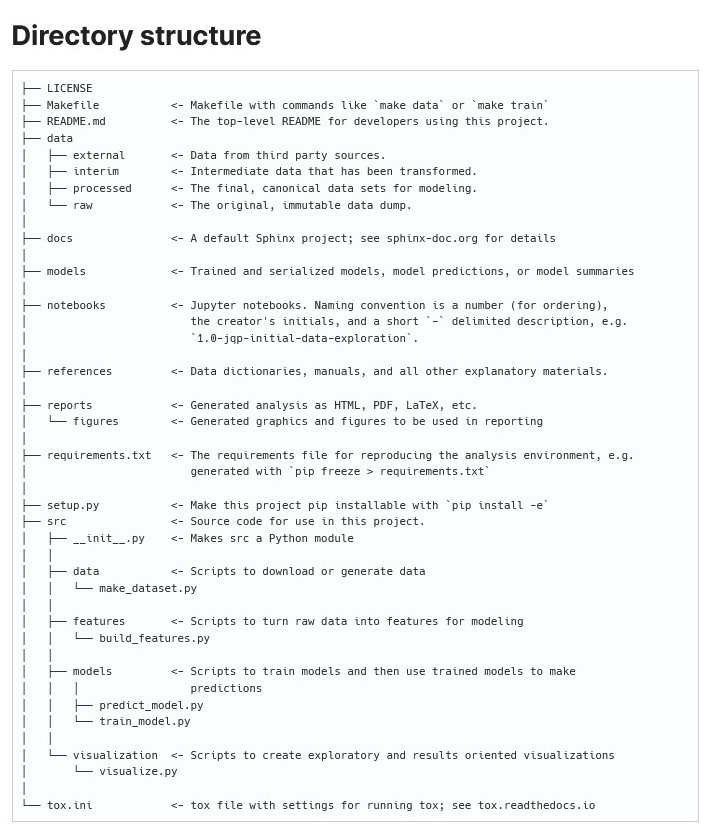 Directory structure
├── LICENSE
├── Makefile           <- Makefile with commands like `make data` or `make train`
├── README.md          <- The top-level README for developers using this project.
├── data
│   ├── external       <- Data from third party sources.
│   ├── interim        <- Intermediate data that has been transformed.
│   ├── processed      <- The final, canonical data sets for modeling.
│   └── raw            <- The original, immutable data dump.
│
├── docs               <- A default Sphinx project; see sphinx-doc.org for details
│
├── models             <- Trained and serialized models, model predictions, or model summaries
│
├── notebooks          <- Jupyter notebooks. Naming convention is a number (for ordering),
│                         the creator's initials, and a short `-` delimited description, e.g.
│                         `1.0-jqp-initial-data-exploration`.
│
├── references         <- Data dictionaries, manuals, and all other explanatory materials.
│
├── reports            <- Generated analysis as HTML, PDF, LaTeX, etc.
│   └── figures        <- Generated graphics and figures to be used in reporting
│
├── requirements.txt   <- The requirements file for reproducing the analysis environment, e.g.
│                         generated with `pip freeze > requirements.txt`
│
├── setup.py           <- Make this project pip installable with `pip install -e`
├── src                <- Source code for use in this project.
│   ├── __init__.py    <- Makes src a Python module
│   │
│   ├── data           <- Scripts to download or generate data
│   │   └── make_dataset.py
│   │
│   ├── features       <- Scripts to turn raw data into features for modeling
│   │   └── build_features.py
│   │
│   ├── models         <- Scripts to train models and then use trained models to make
│   │   │                 predictions
│   │   ├── predict_model.py
│   │   └── train_model.py
│   │
│   └── visualization  <- Scripts to create exploratory and results oriented visualizations
│       └── visualize.py
│
└── tox.ini            <- tox file with settings for running tox; see tox.readthedocs.io